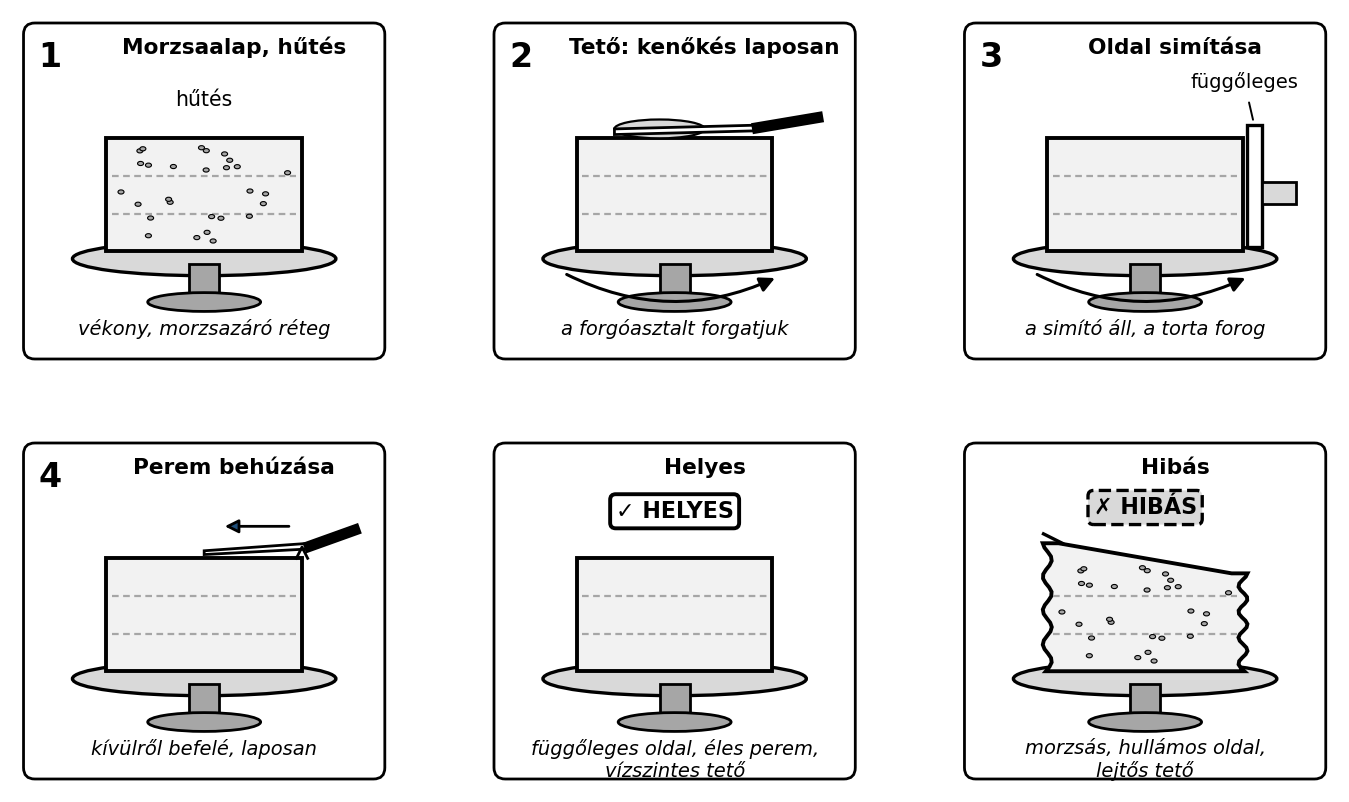 1 Morzsaalap, hűtés
hűtés
vékony, morzsazáró réteg
2 Tető: kenőkés laposan
a forgóasztalt forgatjuk
3 Oldal simítása
függőleges
a simító áll, a torta forog
4 Perem behúzása
kívülről befelé, laposan
Helyes
✓ HELYES
függőleges oldal, éles perem,
vízszintes tető
Hibás
✗ HIBÁS
morzsás, hullámos oldal,
lejtős tető